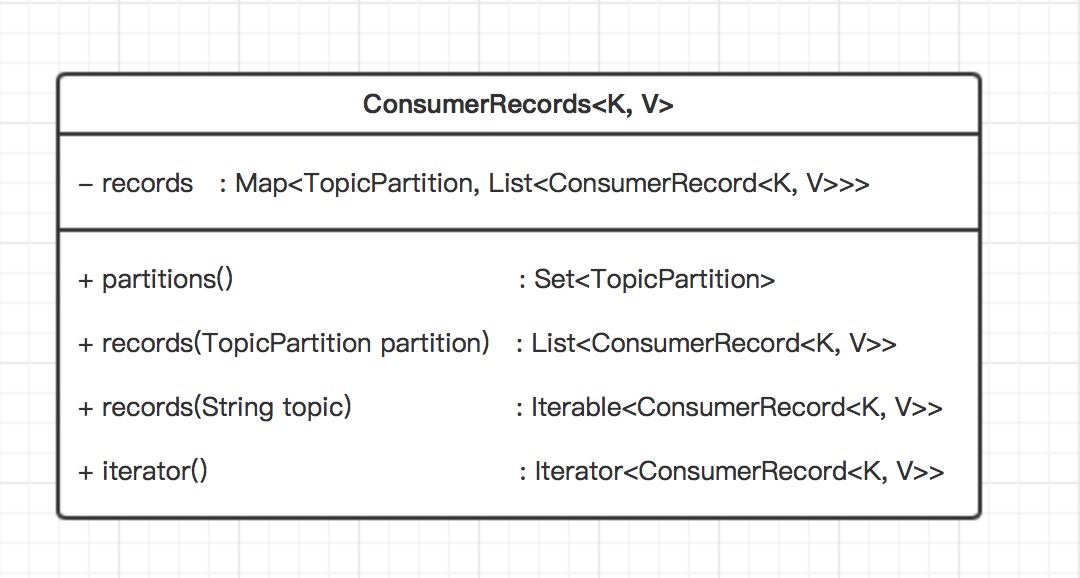 ConsumerRecords<K, V>
– records : Map<TopicPartition, List<ConsumerRecord<K, V>>>
+ partitions() : Set<TopicPartition>
+ records(TopicPartition partition) : List<ConsumerRecord<K, V>>
+ records(String topic) : Iterable<ConsumerRecord<K, V>>
+ iterator() : Iterator<ConsumerRecord<K, V>>